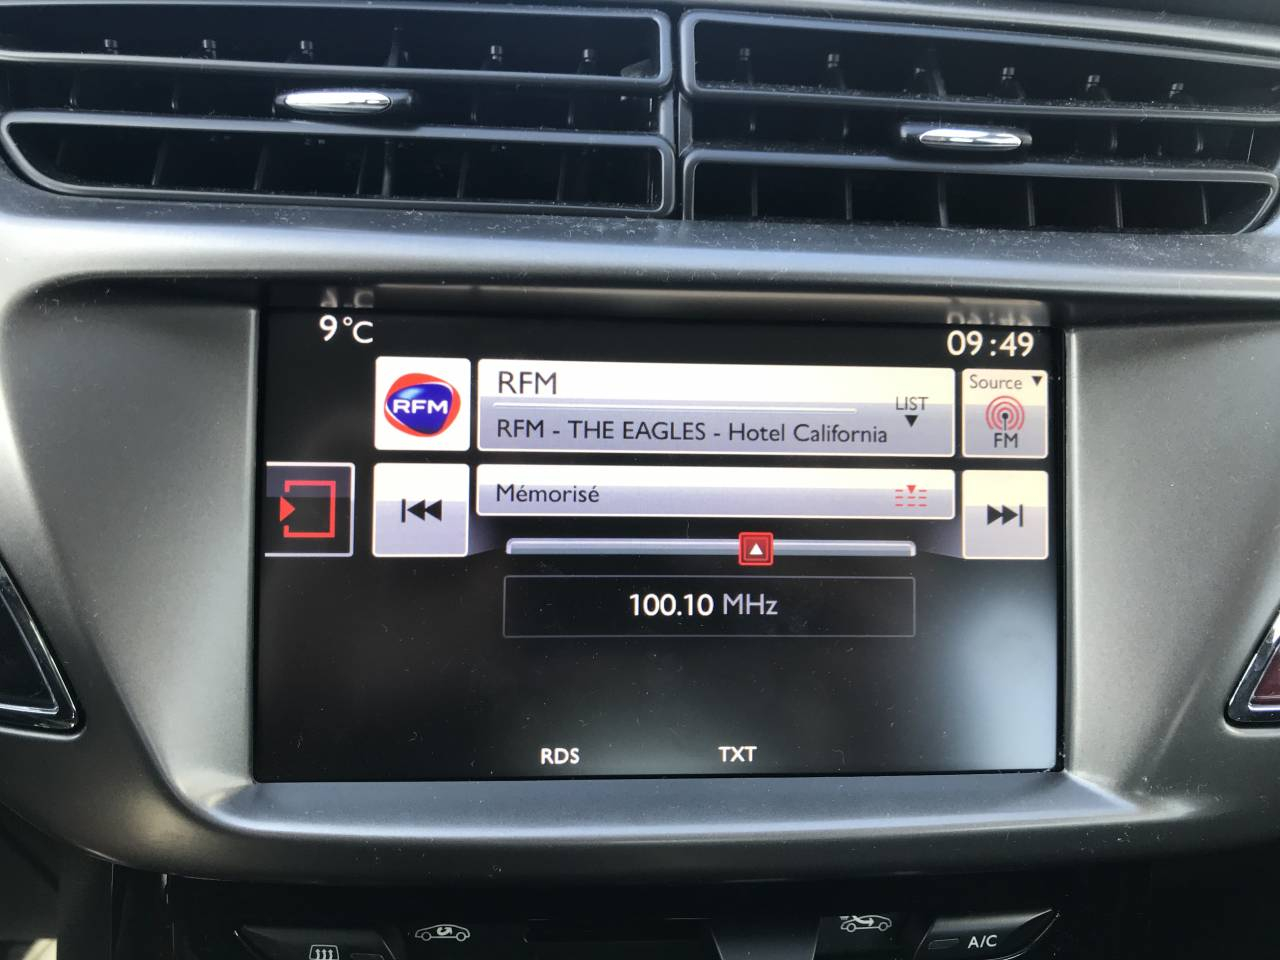 9°C
09:49
RFM
RFM
LIST
RFM - THE EAGLES - Hotel California
Source
FM
Mémorisé
100.10 MHz
RDS
TXT
A/C